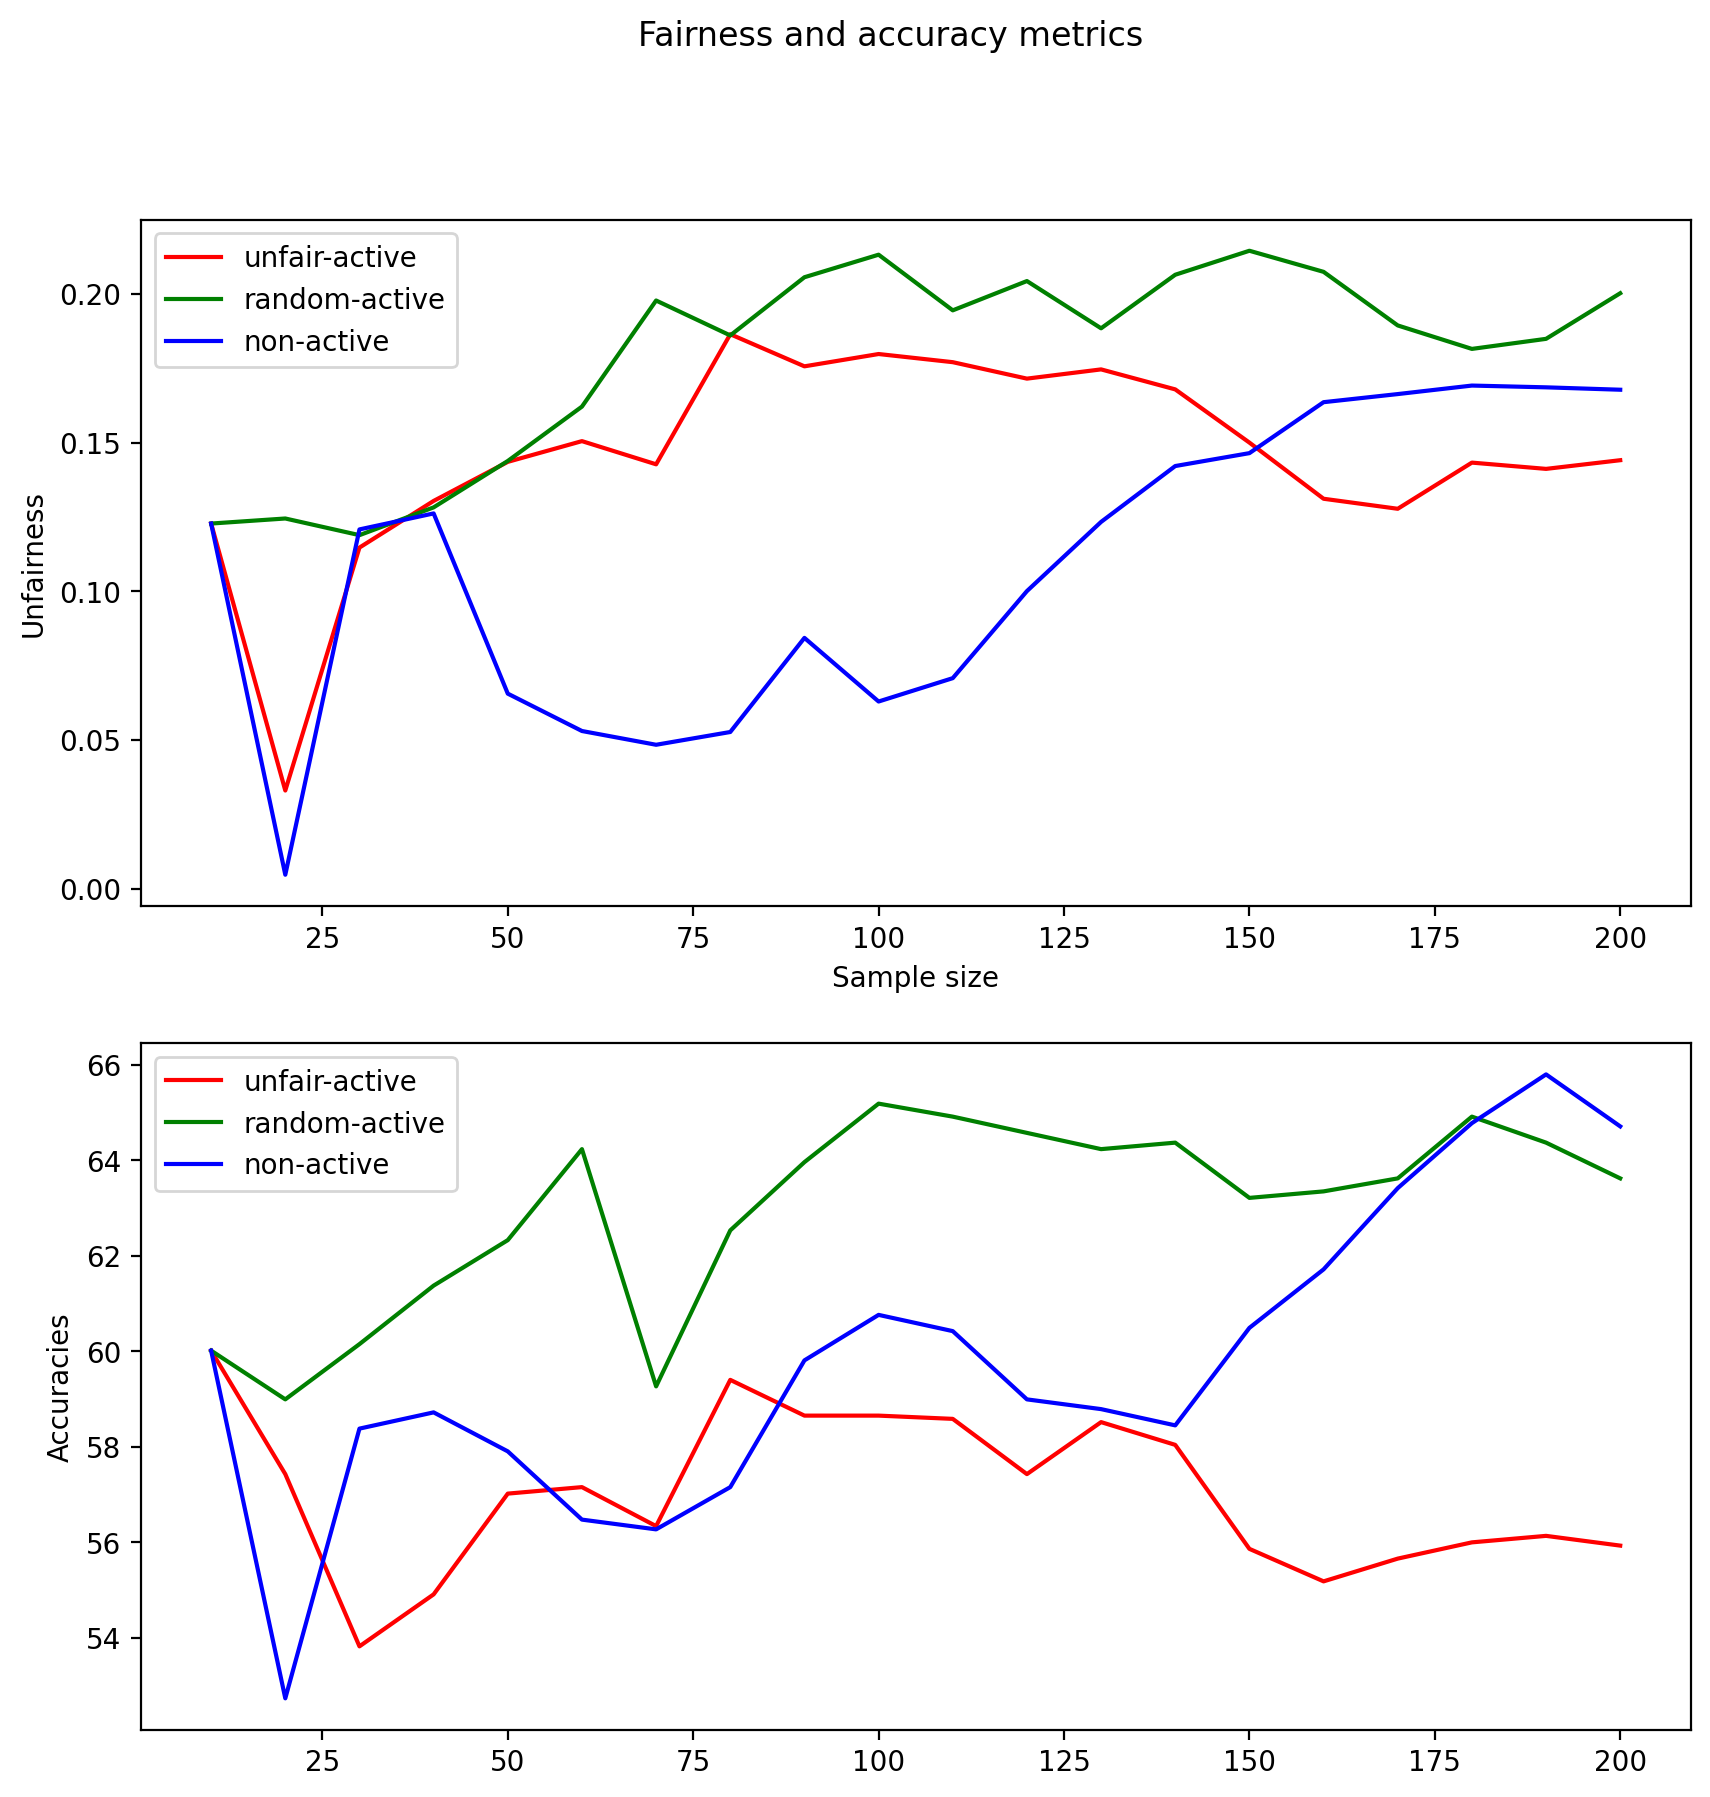 Fairness and accuracy metrics
unfair-active
random-active
non-active
0.20
0.15
0.10
0.05
0.00
Unfairness
25 50 75 100 125 150 175 200
Sample size
unfair-active
random-active
non-active
66
64
62
60
58
56
54
Accuracies
25 50 75 100 125 150 175 200